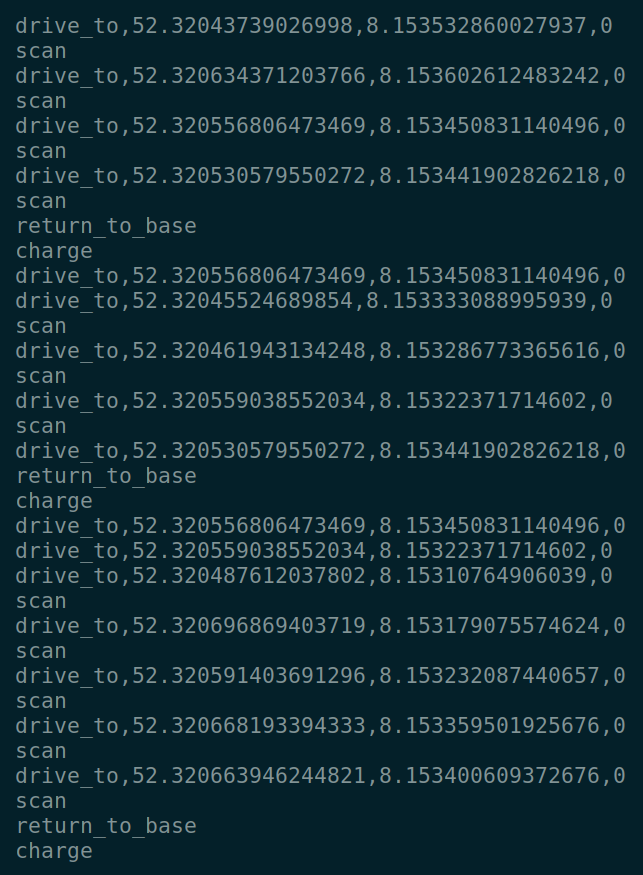 drive_to,52.32043739026998,8.153532860027937,0
scan
drive_to,52.320634371203766,8.153602612483242,0
scan
drive_to,52.320556806473469,8.153450831140496,0
scan
drive_to,52.320530579550272,8.153441902826218,0
scan
return_to_base
charge
drive_to,52.320556806473469,8.153450831140496,0
drive_to,52.32045524689854,8.153333088995939,0
scan
drive_to,52.320461943134248,8.153286773365616,0
scan
drive_to,52.320559038552034,8.15322371714602,0
scan
drive_to,52.320530579550272,8.153441902826218,0
return_to_base
charge
drive_to,52.320556806473469,8.153450831140496,0
drive_to,52.320559038552034,8.15322371714602,0
drive_to,52.320487612037802,8.15310764906039,0
scan
drive_to,52.320696869403719,8.153179075574624,0
scan
drive_to,52.320591403691296,8.153232087440657,0
scan
drive_to,52.320668193394333,8.153359501925676,0
scan
drive_to,52.320663946244821,8.153400609372676,0
scan
return_to_base
charge